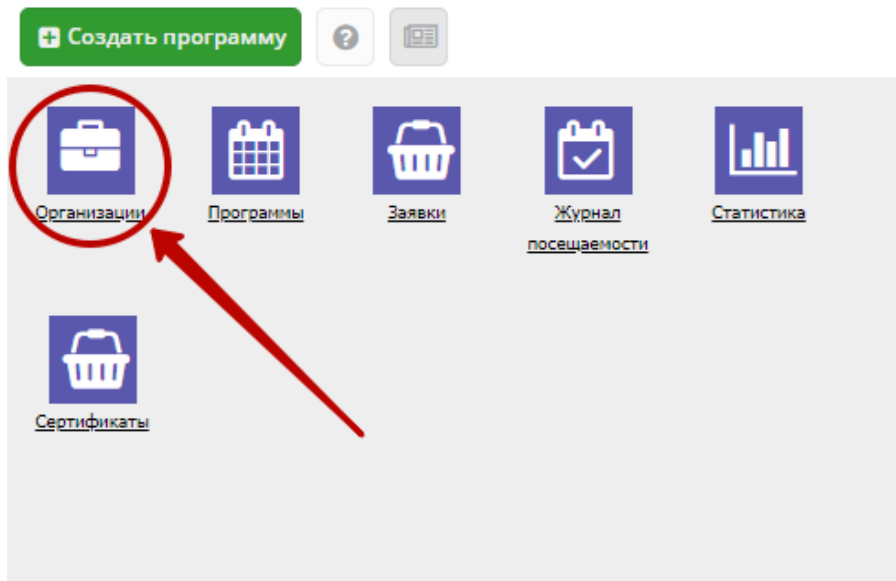 Создать программу
Организации
Программы
Заявки
Журнал
посещаемости
Статистика
Сертификаты